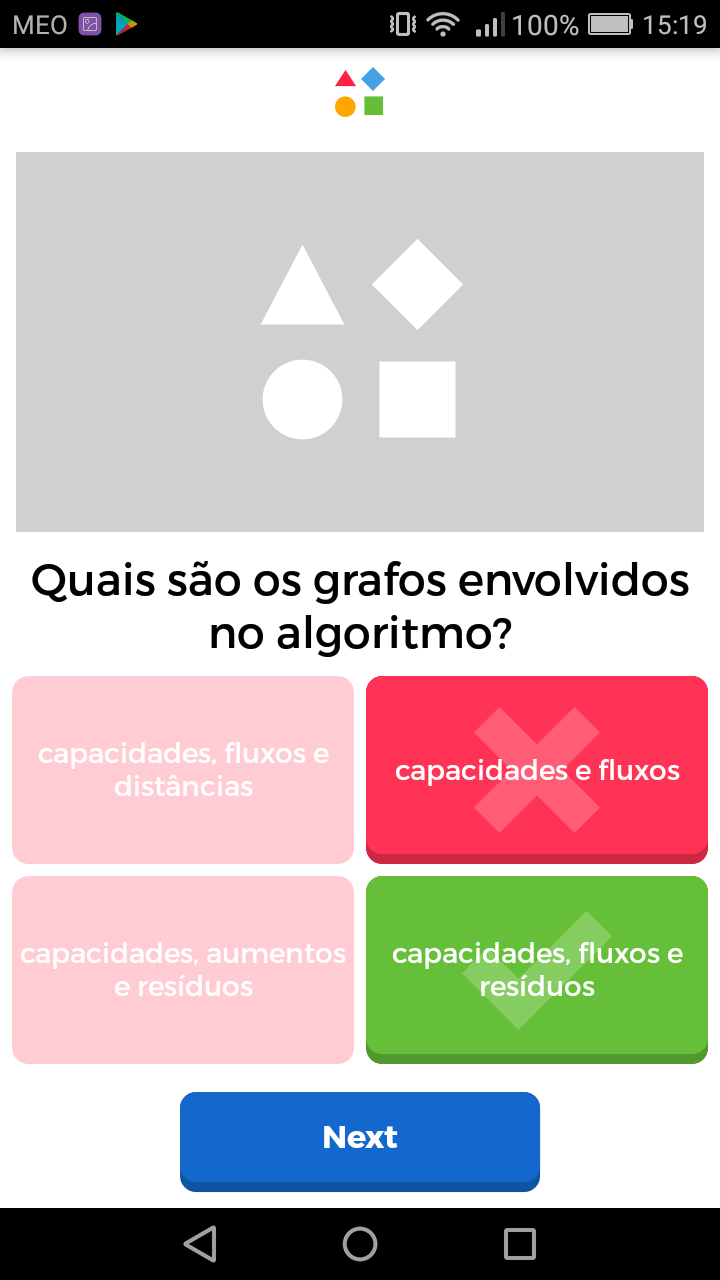 MEO 100% 15:19
Quais são os grafos envolvidos
no algoritmo?
capacidades, fluxos e
distâncias
capacidades e fluxos
capacidades, aumentos
e resíduos
capacidades, fluxos e
resíduos
Next